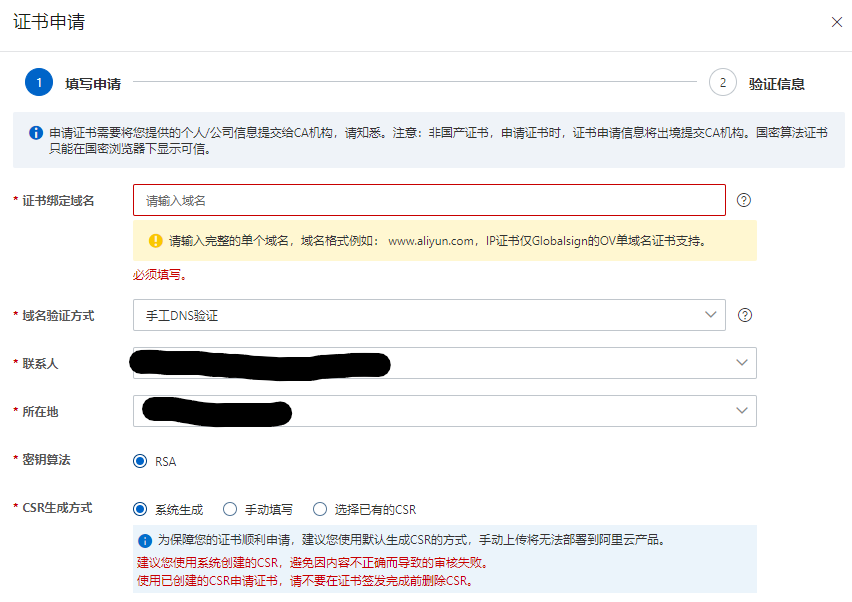 证书申请
1 填写申请 2 验证信息
申请证书需要将您提供的个人/公司信息提交给CA机构，请知悉。注意：非国产证书，申请证书时，证书申请信息将出境提交CA机构。国密算法证书
只能在国密浏览器下显示可信。
* 证书绑定域名 请输入域名
请输入完整的单个域名，域名格式例如： www.aliyun.com，IP证书仅Globalsign的OV单域名证书支持。
必须填写。
* 域名验证方式 手工DNS验证
* 联系人
* 所在地
* 密钥算法 RSA
* CSR生成方式 系统生成 手动填写 选择已有的CSR
为保障您的证书顺利申请，建议您使用默认生成CSR的方式，手动上传将无法部署到阿里云产品。
建议您使用系统创建的CSR，避免因内容不正确而导致的审核失败。
使用已创建的CSR申请证书，请不要在证书签发完成前删除CSR。